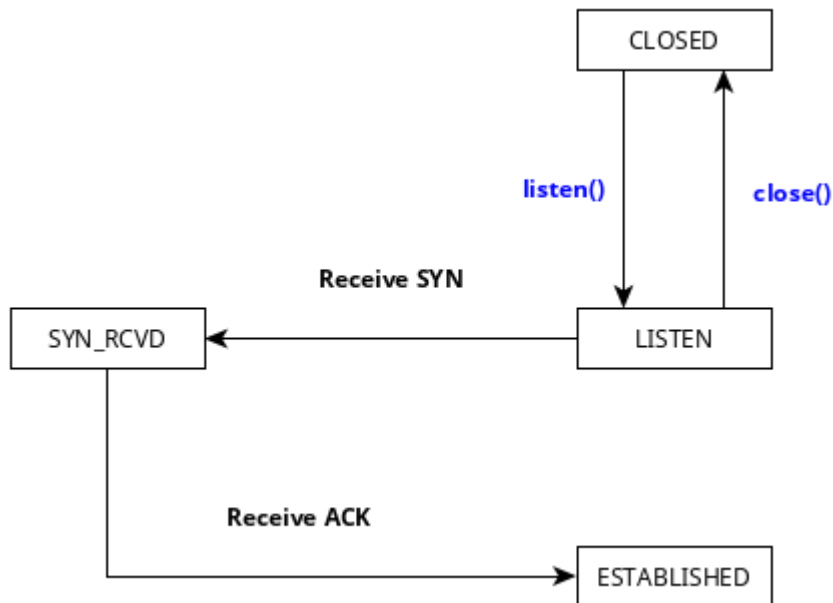 CLOSED
listen()
close()
Receive SYN
SYN_RCVD
LISTEN
Receive ACK
ESTABLISHED